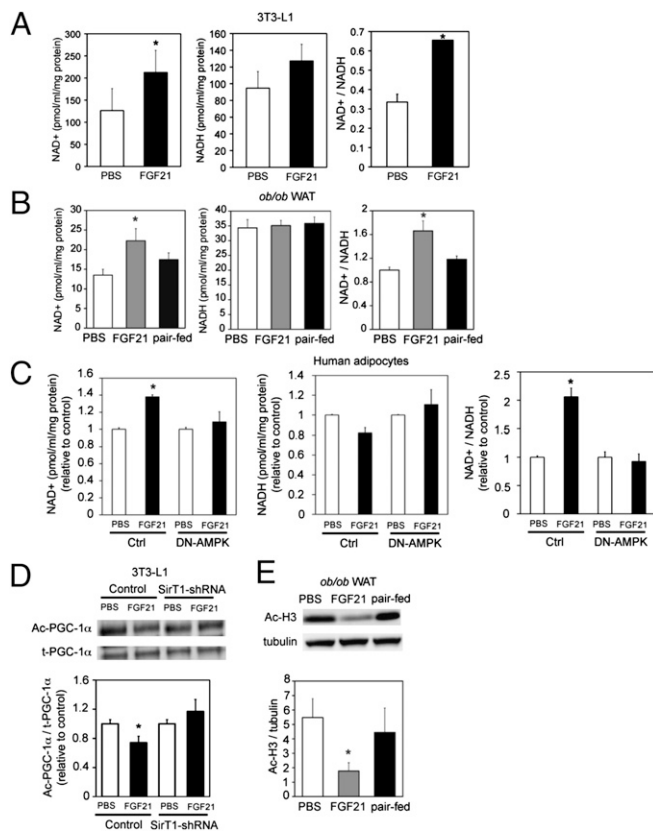 A
3T3-L1
NAD+ (pmol/ml/mg protein)
300
250
200
150
100
50
0
*
PBS FGF21
NADH (pmol/ml/mg protein)
160
140
120
100
80
60
40
20
0
PBS FGF21
NAD+ / NADH
0.7
0.6
0.5
0.4
0.3
0.2
0.1
0
*
PBS FGF21
B
ob/ob WAT
NAD+ (pmol/ml/mg protein)
35
30
25
20
15
10
5
0
*
PBS FGF21 pair-fed
NADH (pmol/ml/mg protein)
40
35
30
25
20
15
10
5
0
PBS FGF21 pair-fed
NAD+ / NADH
2
1.6
1.2
0.8
0.4
0
*
PBS FGF21 pair-fed
C
Human adipocytes
NAD+ (pmol/ml/mg protein)
(relative to control)
1.6
1.4
1.2
1
0.8
0.6
0.4
0.2
0
*
PBS FGF21 PBS FGF21
Ctrl DN-AMPK
NADH (pmol/ml/mg protein)
(relative to control)
1.4
1.2
1
0.8
0.6
0.4
0.2
0
PBS FGF21 PBS FGF21
Ctrl DN-AMPK
NAD+ / NADH
(relative to control)
2.5
2
1.5
1
0.5
0
*
PBS FGF21 PBS FGF21
Ctrl DN-AMPK
D
3T3-L1
Control SirT1-shRNA
PBS FGF21 PBS FGF21
Ac-PGC-1α
t-PGC-1α
Ac-PGC-1α / t-PGC-1α
(relative to control)
1.6
1.2
0.8
0.4
0.0
*
PBS FGF21 PBS FGF21
Control SirT1-shRNA
E
ob/ob WAT
PBS FGF21 pair-fed
Ac-H3
tubulin
Ac-H3 / tubulin
8
7
6
5
4
3
2
1
0
*
PBS FGF21 pair-fed